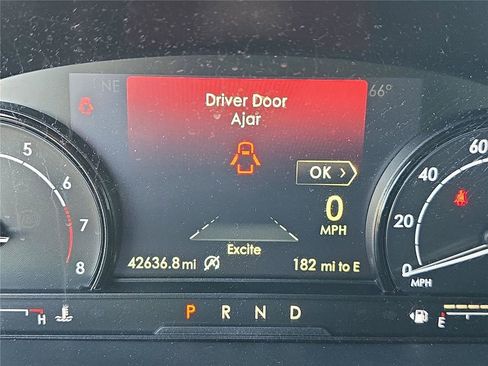 NE
66°
Driver Door
Ajar
OK >
0
MPH
Excite
42636.8 mi
182 mi to E
5
6
7
8
H
P R N D
60
40
20
0
MPH
E